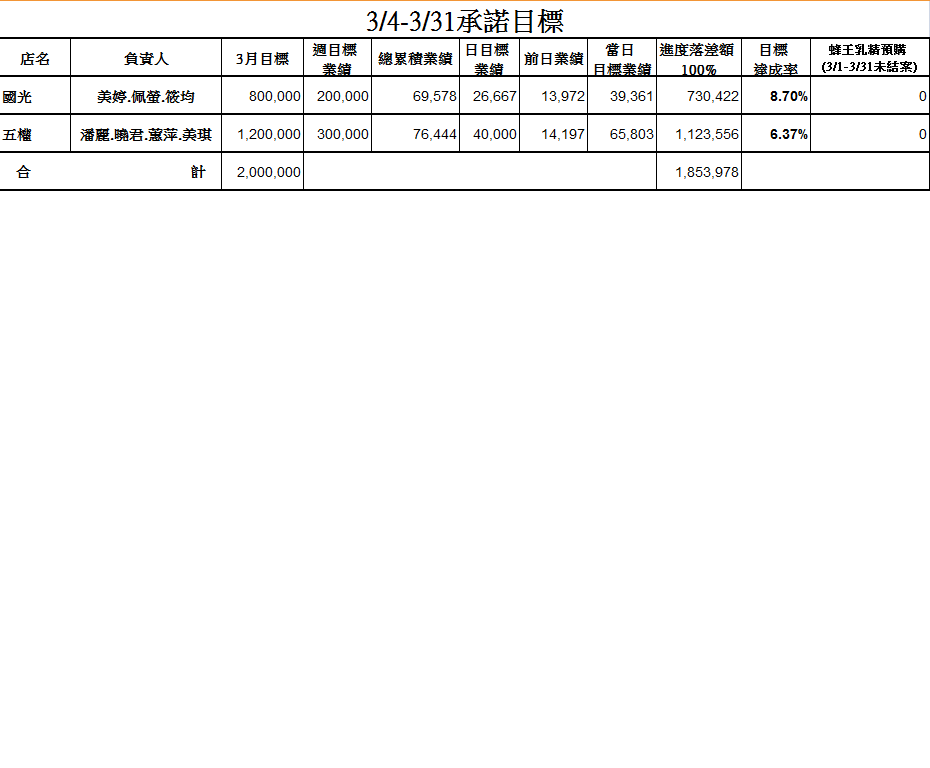 3/4-3/31承諾目標
店名 負責人 3月目標 週目標業績 總累積業績 日目標業績 前日業績 當日目標業績 進度落差額100% 目標達成率 蜂王乳精預購(3/1-3/31未結案)
國光 美婷.佩螢.筱均 800,000 200,000 69,578 26,667 13,972 39,361 730,422 8.70% 0
五權 潘麗.曉君.蕙萍.美琪 1,200,000 300,000 76,444 40,000 14,197 65,803 1,123,556 6.37% 0
合計 2,000,000 1,853,978